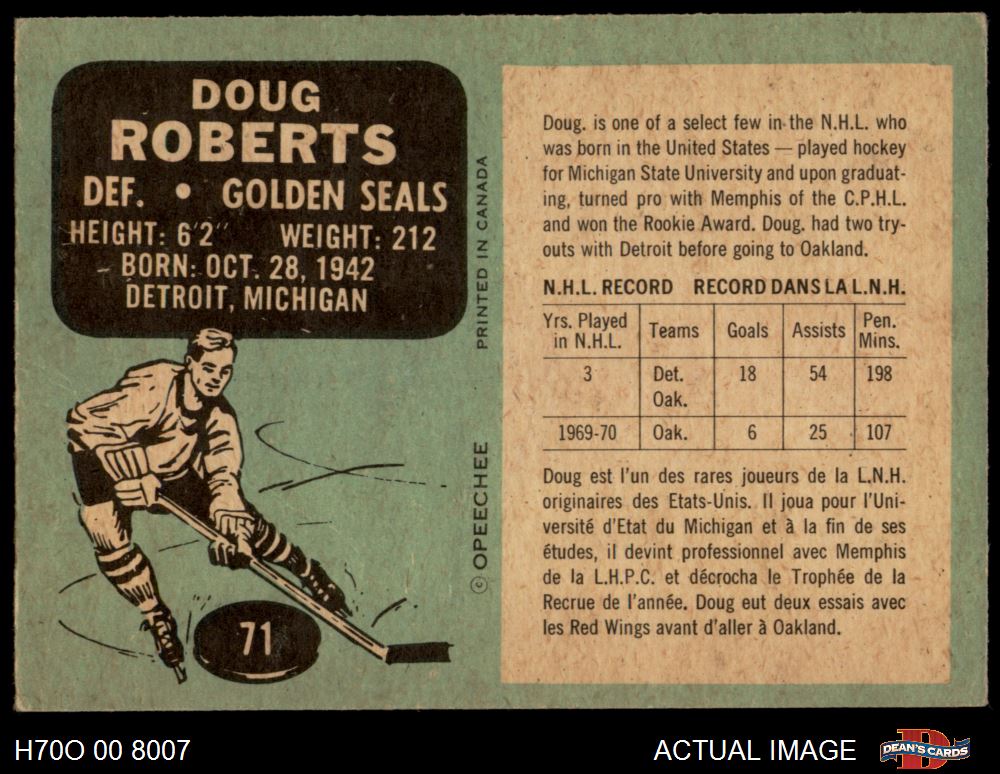 DOUG
ROBERTS
DEF. • GOLDEN SEALS
HEIGHT: 6'2" WEIGHT: 212
BORN: OCT. 28, 1942
DETROIT, MICHIGAN
71
PRINTED IN CANADA
© OPEECHEE
Doug. is one of a select few in the N.H.L. who
was born in the United States — played hockey
for Michigan State University and upon graduat-
ing, turned pro with Memphis of the C.P.H.L.
and won the Rookie Award. Doug. had two try-
outs with Detroit before going to Oakland.
N.H.L. RECORD RECORD DANS LA L.N.H.
Yrs. Played in N.H.L. Teams Goals Assists Pen. Mins.
3 Det. Oak. 18 54 198
1969-70 Oak. 6 25 107
Doug est l'un des rares joueurs de la L.N.H.
originaires des Etats-Unis. Il joua pour l'Uni-
versité d'Etat du Michigan et à la fin de ses
études, il devint professionnel avec Memphis
de la L.H.P.C. et décrocha le Trophée de la
Recrue de l'année. Doug eut deux essais avec
les Red Wings avant d'aller à Oakland.
H70O 00 8007
ACTUAL IMAGE
DEAN'S CARDS